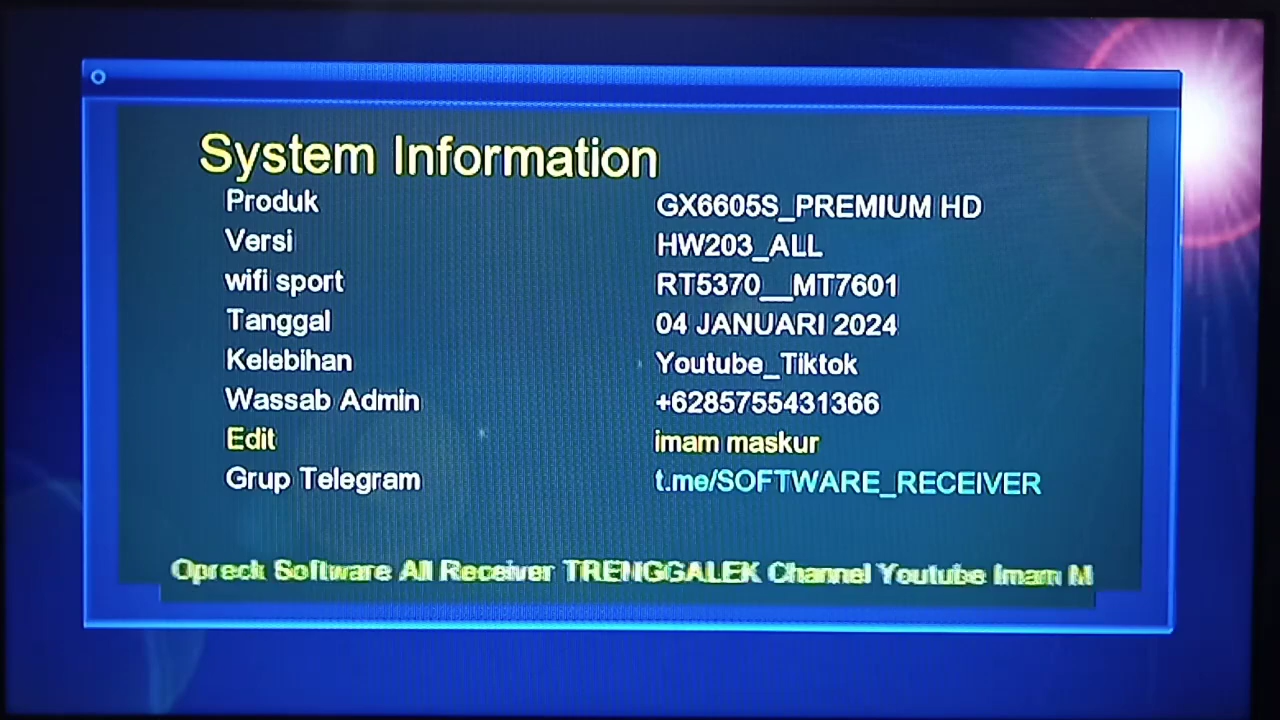 System Information
Produk GX6605S_PREMIUM HD
Versi HW203_ALL
wifi sport RT5370__MT7601
Tanggal 04 JANUARI 2024
Kelebihan Youtube_Tiktok
Wassab Admin +6285755431366
Edit imam maskur
Grup Telegram t.me/SOFTWARE_RECEIVER
Opreck Software All Receiver TRENGGALEK Channel Youtube Imam M